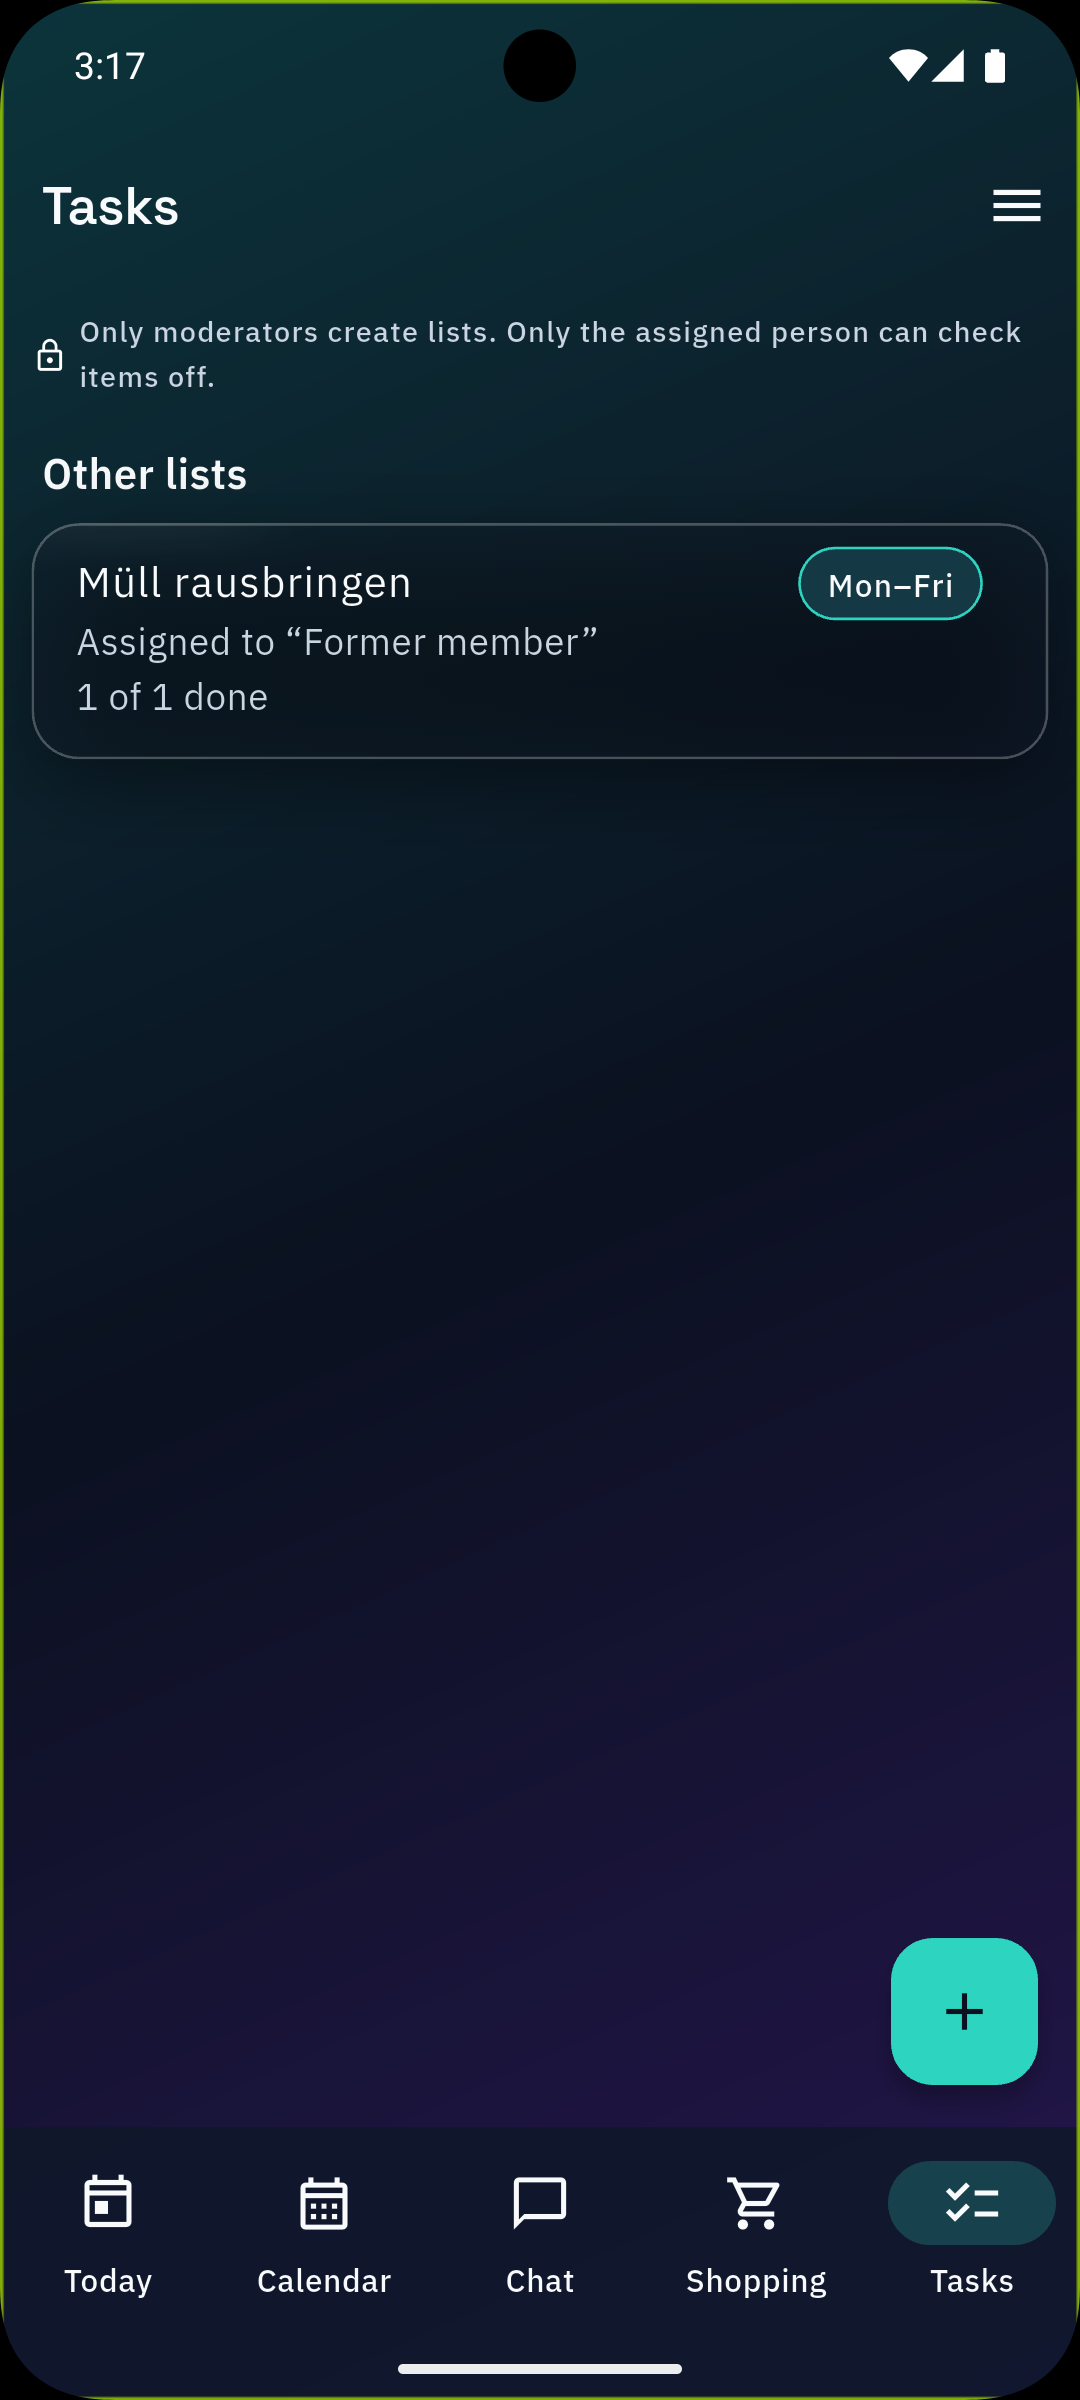 3:17
Tasks
Only moderators create lists. Only the assigned person can check
items off.
Other lists
Müll rausbringen
Mon–Fri
Assigned to “Former member”
1 of 1 done
Today
Calendar
Chat
Shopping
Tasks